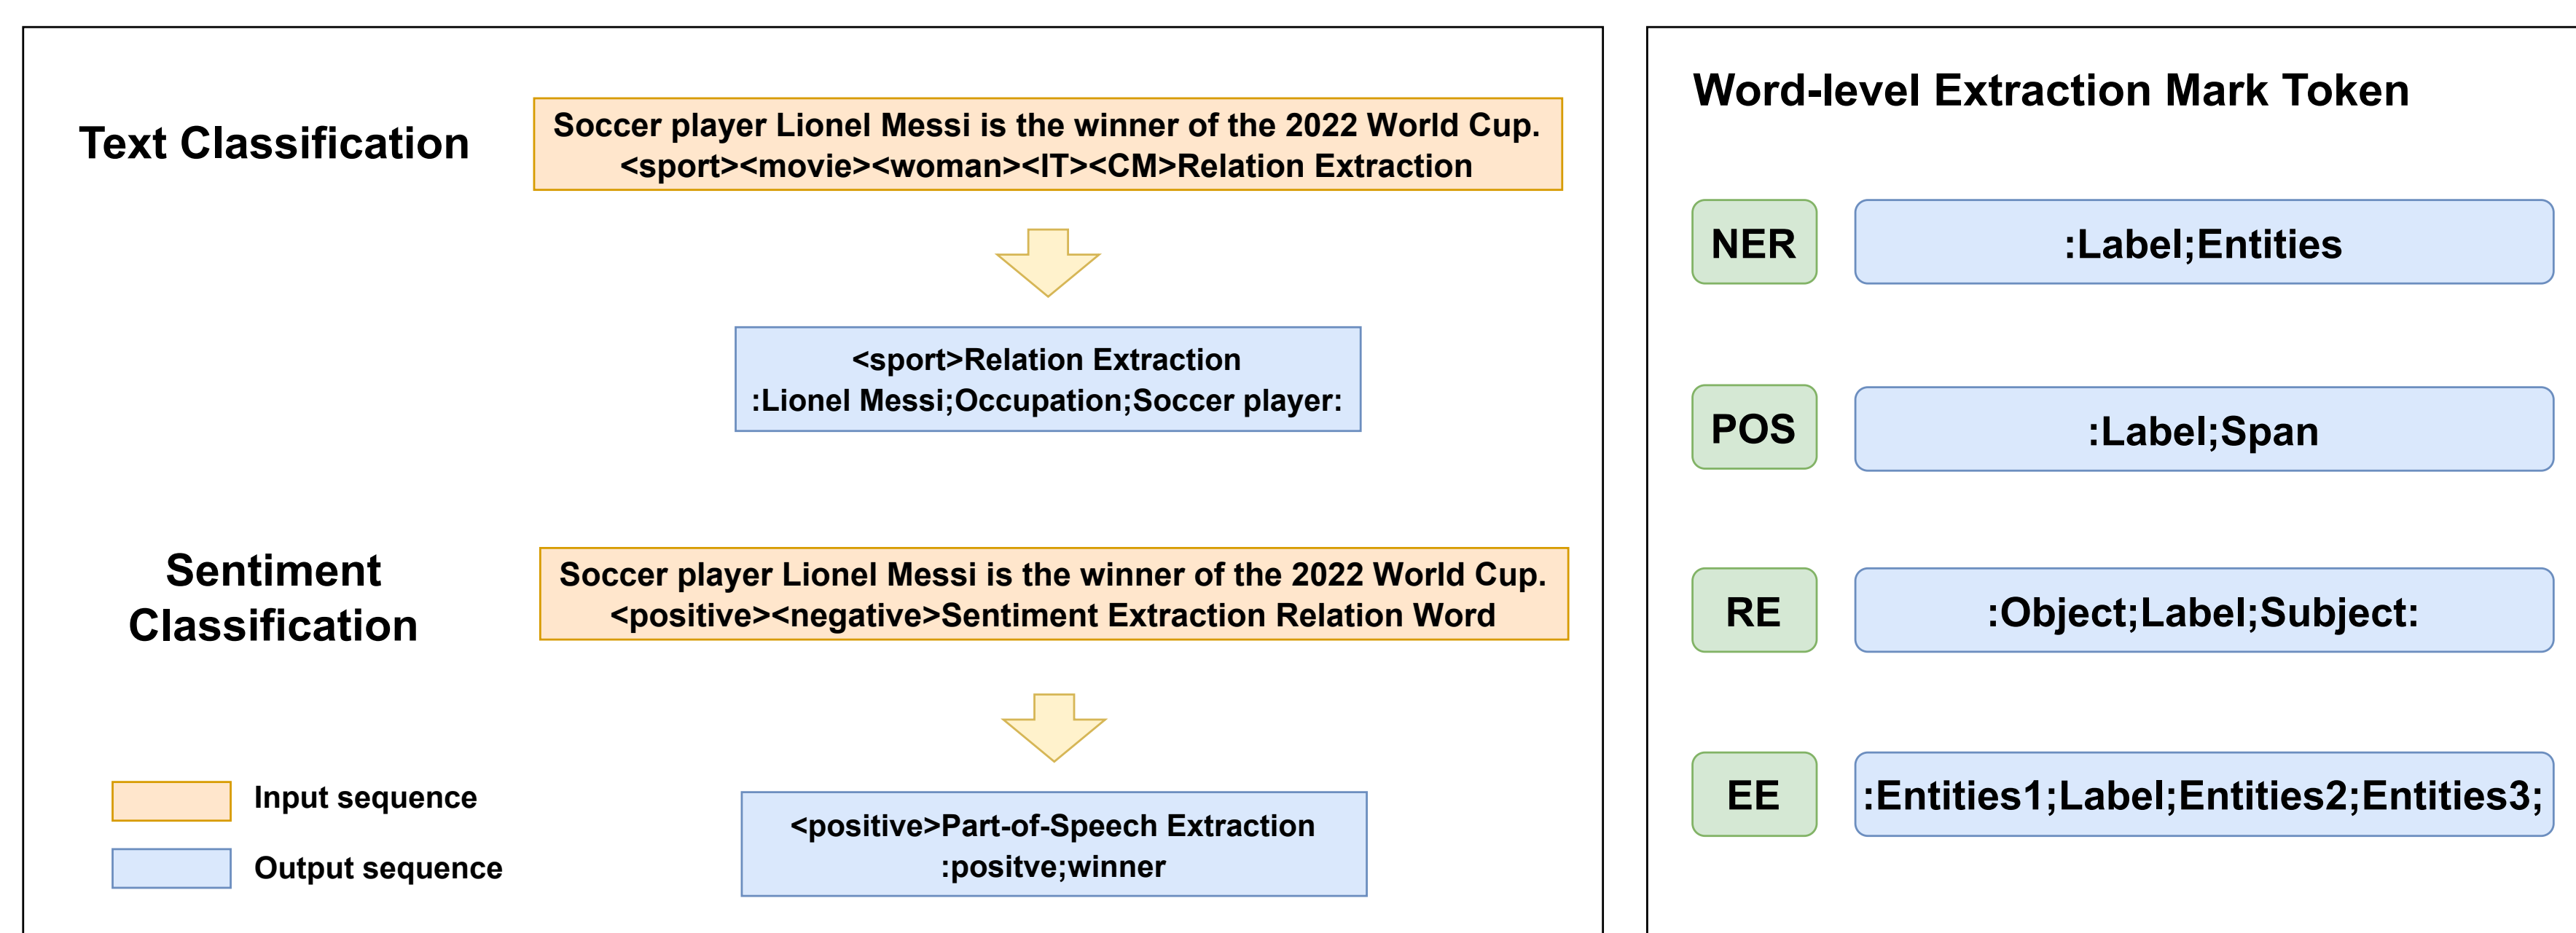 Text Classification
Soccer player Lionel Messi is the winner of the 2022 World Cup.
<sport><movie><woman><IT><CM>Relation Extraction
<sport>Relation Extraction
:Lionel Messi;Occupation;Soccer player:
Sentiment
Classification
Soccer player Lionel Messi is the winner of the 2022 World Cup.
<positive><negative>Sentiment Extraction Relation Word
<positive>Part-of-Speech Extraction
:positve;winner
Input sequence
Output sequence
Word-level Extraction Mark Token
NER
:Label;Entities
POS
:Label;Span
RE
:Object;Label;Subject:
EE
:Entities1;Label;Entities2;Entities3;